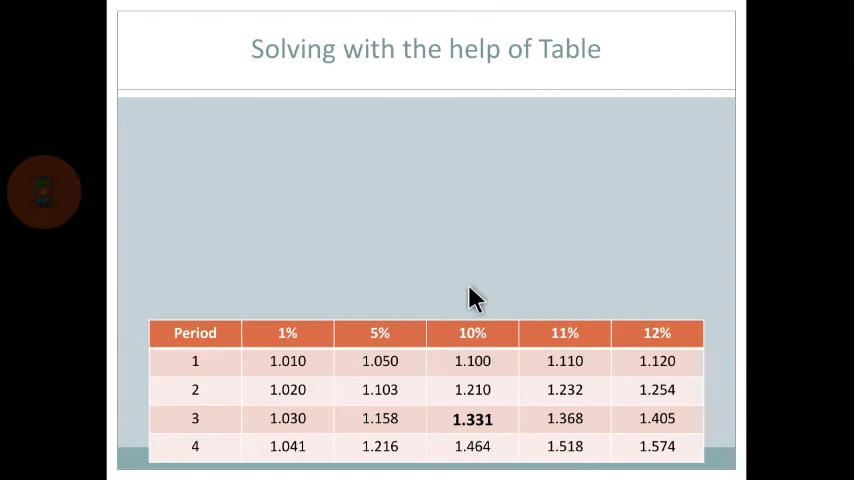 Solving with the help of Table
Period 1% 5% 10% 11% 12%
1 1.010 1.050 1.100 1.110 1.120
2 1.020 1.103 1.210 1.232 1.254
3 1.030 1.158 1.331 1.368 1.405
4 1.041 1.216 1.464 1.518 1.574